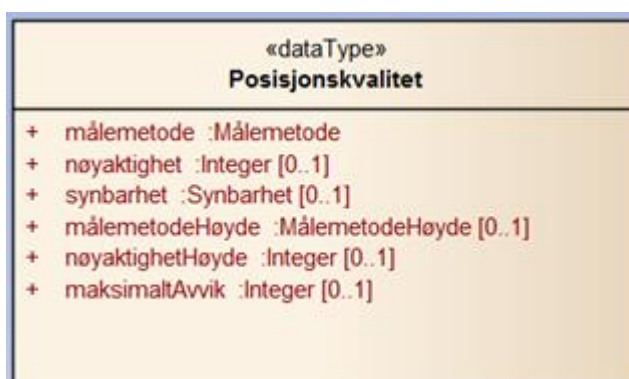 «dataType»
Posisjonskvalitet
+ målemetode :Målemetode
+ nøyaktighet :Integer [0..1]
+ synbarhet :Synbarhet [0..1]
+ målemetodeHøyde :MålemetodeHøyde [0..1]
+ nøyaktighetHøyde :Integer [0..1]
+ maksimaltAvvik :Integer [0..1]